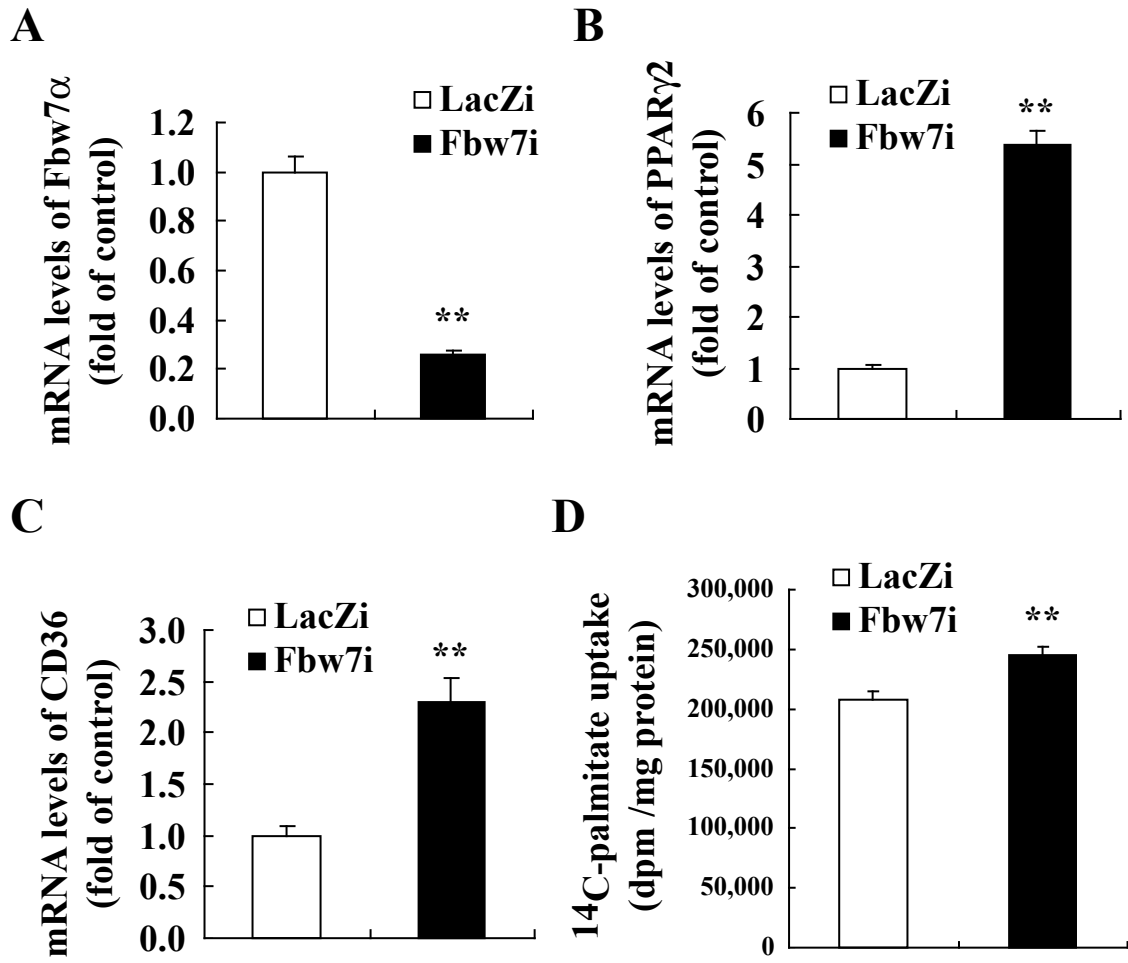 A
mRNA levels of Fbw7α
(fold of control)
LacZi
Fbw7i
1.2
1.0
0.8
0.6
0.4
0.2
0.0
**
B
mRNA levels of PPARγ2
(fold of control)
LacZi
Fbw7i
6
5
4
3
2
1
0
**
C
mRNA levels of CD36
(fold of control)
LacZi
Fbw7i
3.0
2.5
2.0
1.5
1.0
0.5
0.0
**
D
¹⁴C-palmitate uptake
(dpm /mg protein)
LacZi
Fbw7i
300,000
250,000
200,000
150,000
100,000
50,000
0
**